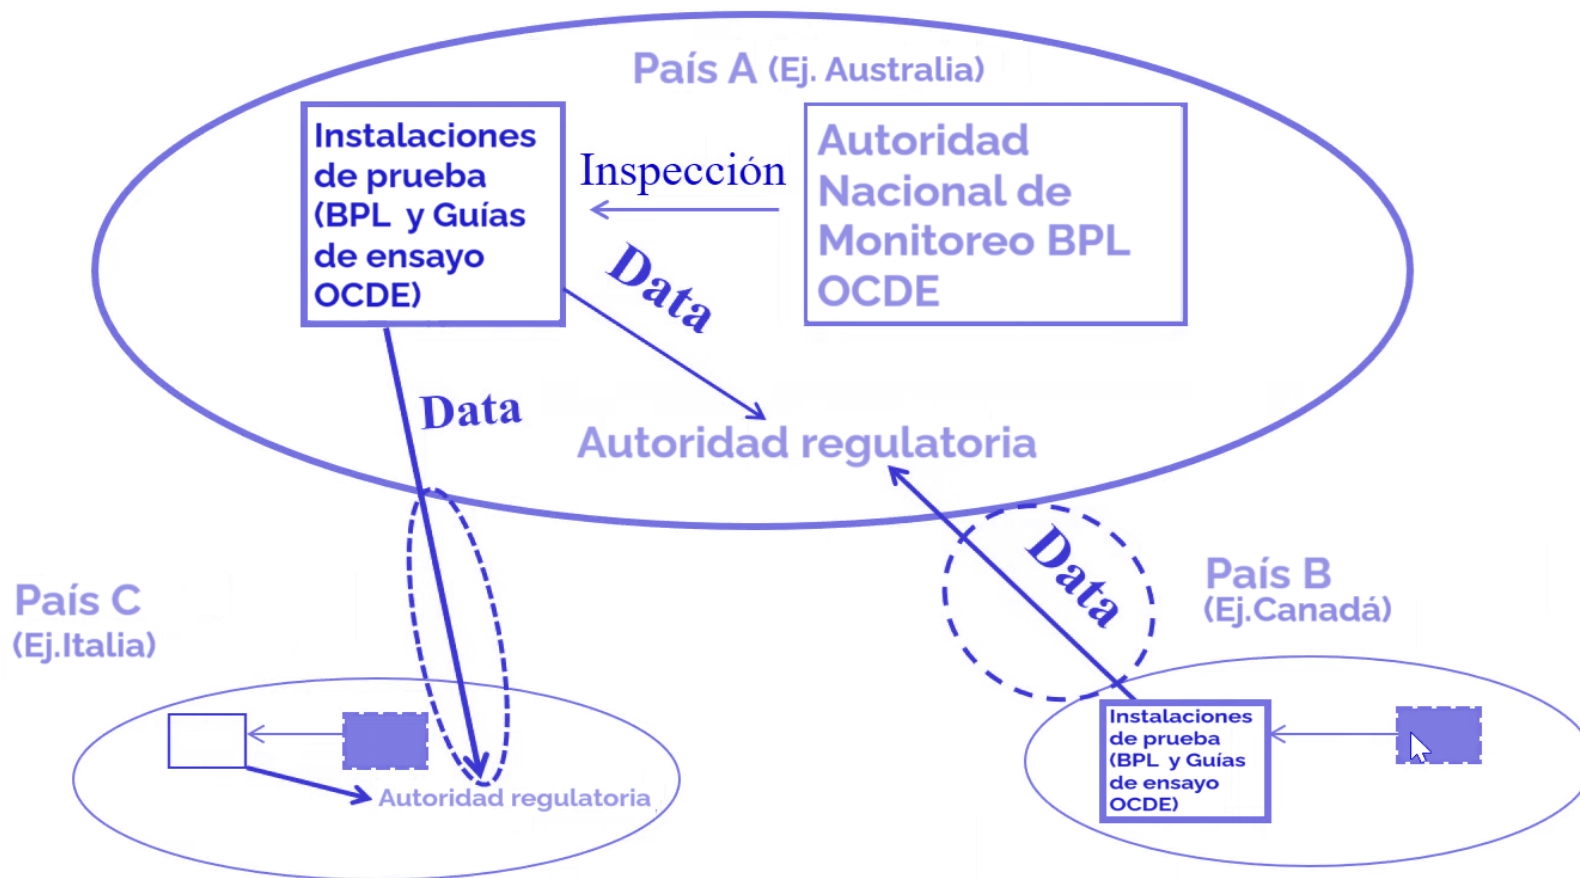 País A (Ej. Australia)
Instalaciones
de prueba
(BPL y Guías
de ensayo
OCDE)
Inspección
Autoridad
Nacional de
Monitoreo BPL
OCDE
Data
Data
Autoridad regulatoria
Data
País C
(Ej.Italia)
Autoridad regulatoria
País B
(Ej.Canadá)
Instalaciones
de prueba
(BPL y Guías
de ensayo
OCDE)